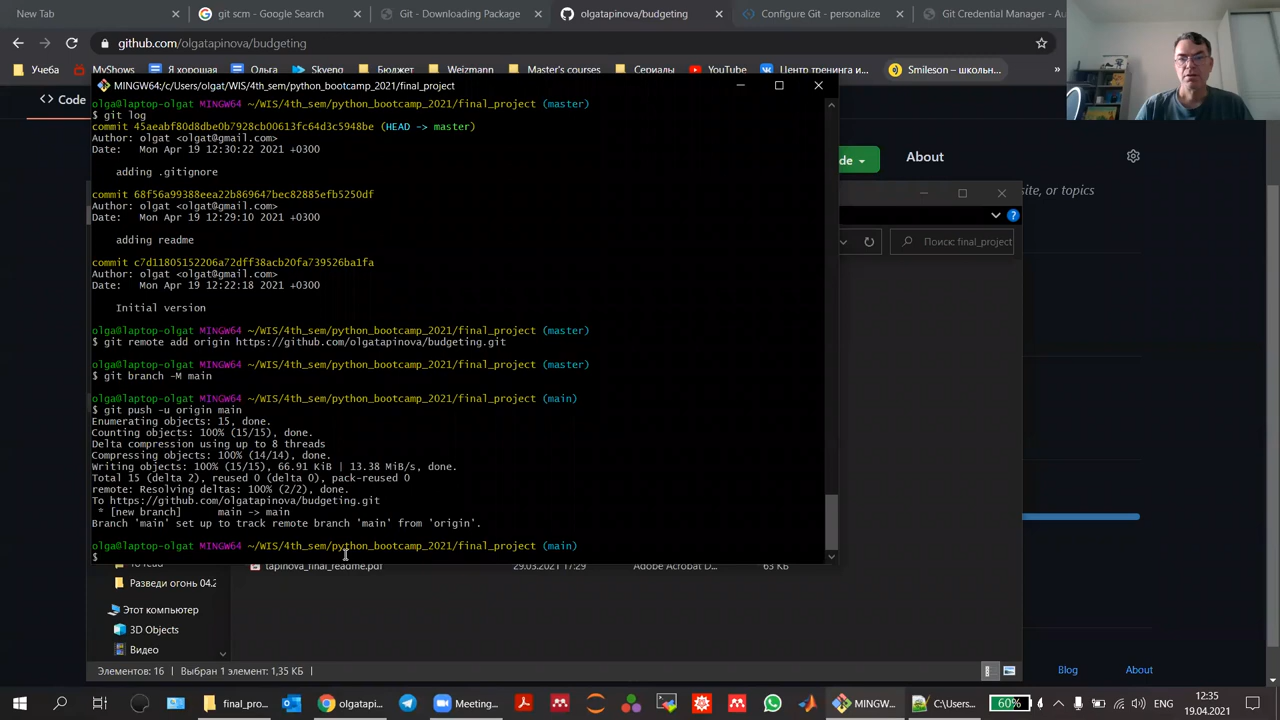 New Tab
git scm - Google Search
Git - Downloading Package
olgatapinova/budgeting
Configure Git - personalize
Git Credential Manager - Au
github.com/olgatapinova/budgeting
Учеба
MyShows
Я хорошая
Ольга
Skyeng
Бюджет
Weizmann
Master's courses
Сериалы
YouTube
Центр тренинга и...
Smileson – школьн...
»
<> Code
MINGW64:/c/Users/olgat/WIS/4th_sem/python_bootcamp_2021/final_project
olga@laptop-olgat MINGW64 ~/WIS/4th_sem/python_bootcamp_2021/final_project (master)
$ git log
commit 45aeabf80d8dbe0b7928cb00613fc64d3c5948be (HEAD -> master)
Author: olgat <olgat@gmail.com>
Date:   Mon Apr 19 12:30:22 2021 +0300
adding .gitignore
commit 68f56a99388eea22b869647bec82885efb5250df
Author: olgat <olgat@gmail.com>
Date:   Mon Apr 19 12:29:10 2021 +0300
adding readme
commit c7d11805152206a72dff38acb20fa739526ba1fa
Author: olgat <olgat@gmail.com>
Date:   Mon Apr 19 12:22:18 2021 +0300
Initial version
olga@laptop-olgat MINGW64 ~/WIS/4th_sem/python_bootcamp_2021/final_project (master)
$ git remote add origin https://github.com/olgatapinova/budgeting.git
olga@laptop-olgat MINGW64 ~/WIS/4th_sem/python_bootcamp_2021/final_project (master)
$ git branch -M main
olga@laptop-olgat MINGW64 ~/WIS/4th_sem/python_bootcamp_2021/final_project (main)
$ git push -u origin main
Enumerating objects: 15, done.
Counting objects: 100% (15/15), done.
Delta compression using up to 8 threads
Compressing objects: 100% (14/14), done.
Writing objects: 100% (15/15), 66.91 KiB | 13.38 MiB/s, done.
Total 15 (delta 2), reused 0 (delta 0), pack-reused 0
remote: Resolving deltas: 100% (2/2), done.
To https://github.com/olgatapinova/budgeting.git
* [new branch]      main -> main
Branch 'main' set up to track remote branch 'main' from 'origin'.
olga@laptop-olgat MINGW64 ~/WIS/4th_sem/python_bootcamp_2021/final_project (main)
$
de
About
site, or topics
Поиск: final_project
tapinova_final_readme.pdf
29.03.2021 17:29
Adobe Acrobat D...
63 КБ
Разведи огонь 04.2
Этот компьютер
3D Objects
Видео
Элементов: 16
Выбран 1 элемент: 1,35 КБ
Blog
About
final_pro...
olgatapi...
Meeting...
MINGW...
C:\Users...
60%
ENG
12:35
19.04.2021